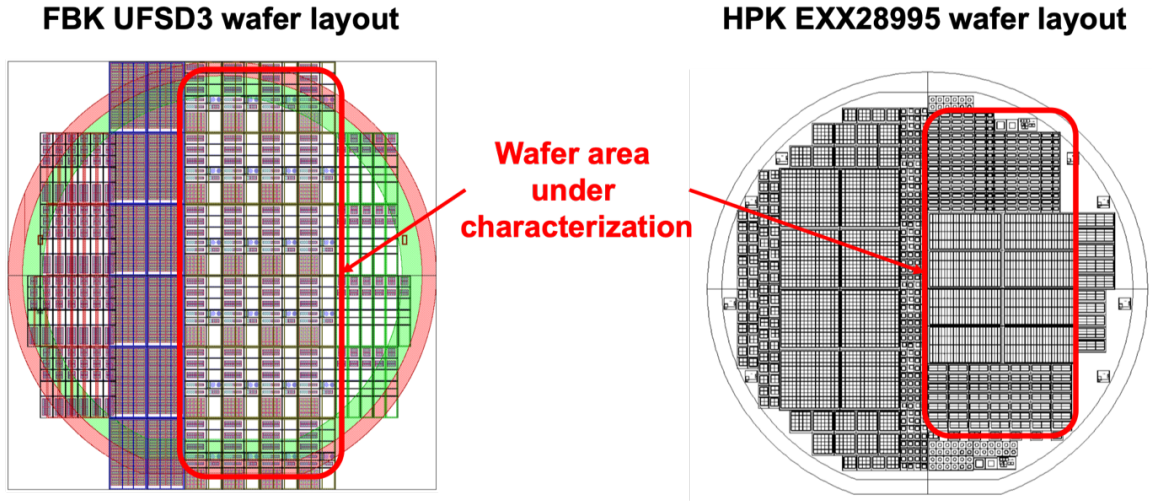 FBK UFSD3 wafer layout
HPK EXX28995 wafer layout
Wafer area
under
characterization